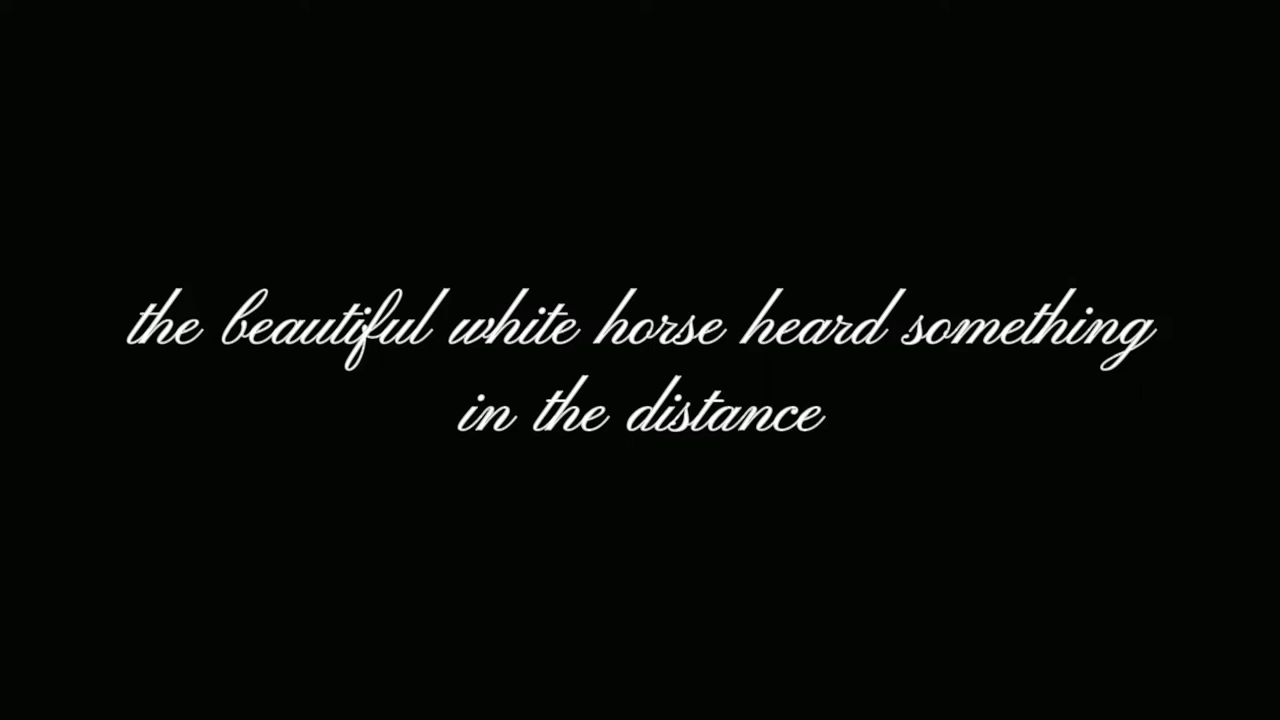 the beautiful white horse heard something
in the distance